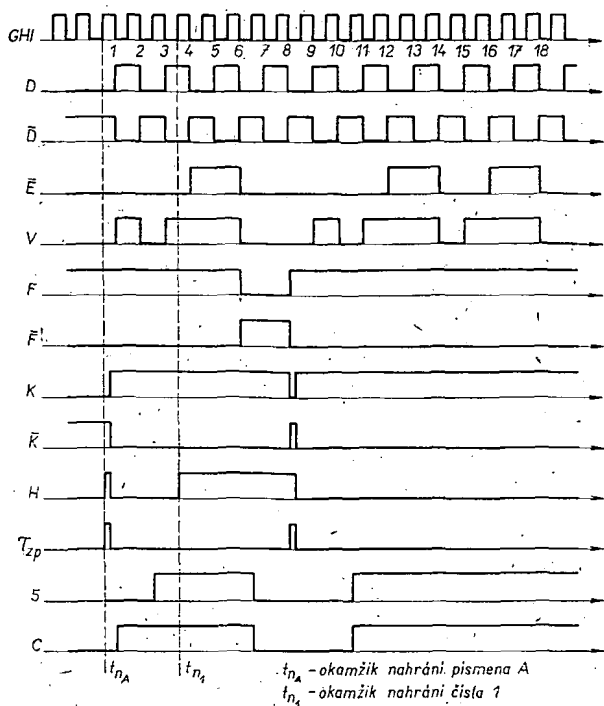 GHI
1 2 3 4 5 6 7 8 9 10 11 12 13 14 15 16 17 18
D
D̄
Ē
V
F
F̄
K
K̄
H
τzp
S
C
tnA tn1 tnA - okamžik nahrání písmena A
tn1 - okamžik nahrání čísla 1